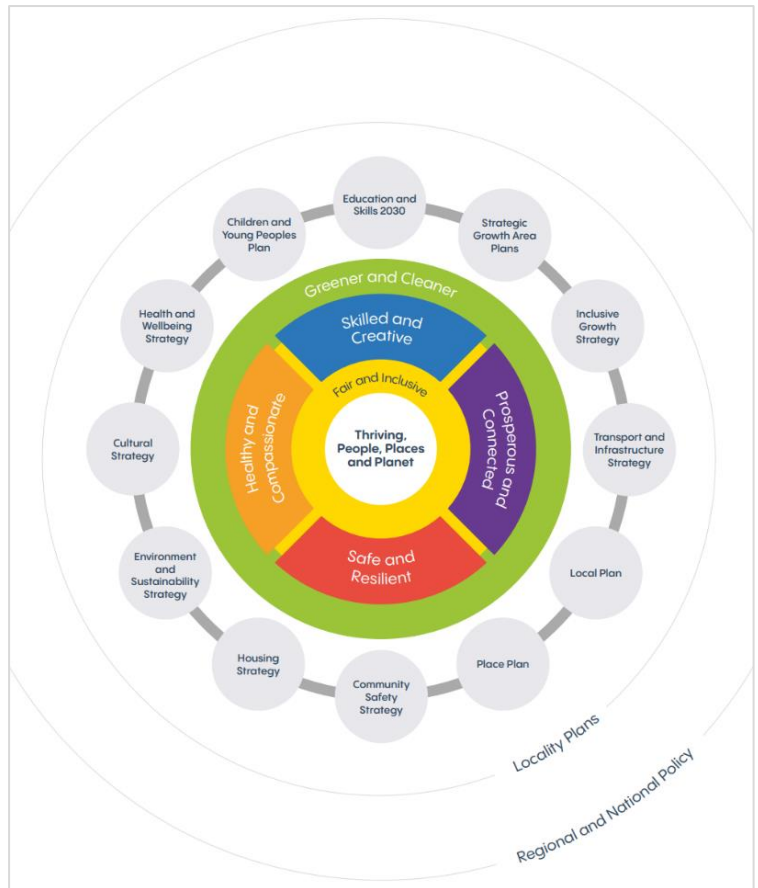 Education and
Skills 2030
Children and
Young Peoples
Plan
Strategic
Growth Area
Plans
Greener and Cleaner
Health and
Wellbeing
Strategy
Skilled and
Creative
Inclusive
Growth
Strategy
Fair and Inclusive
Cultural
Strategy
Healthy and
Compassionate
Thriving,
People, Places
and Planet
Prosperous and
Connected
Transport and
Infrastructure
Strategy
Environment
and
Sustainability
Strategy
Safe and
Resilient
Local Plan
Housing
Strategy
Community
Safety
Strategy
Place Plan
Locality Plans
Regional and National Policy